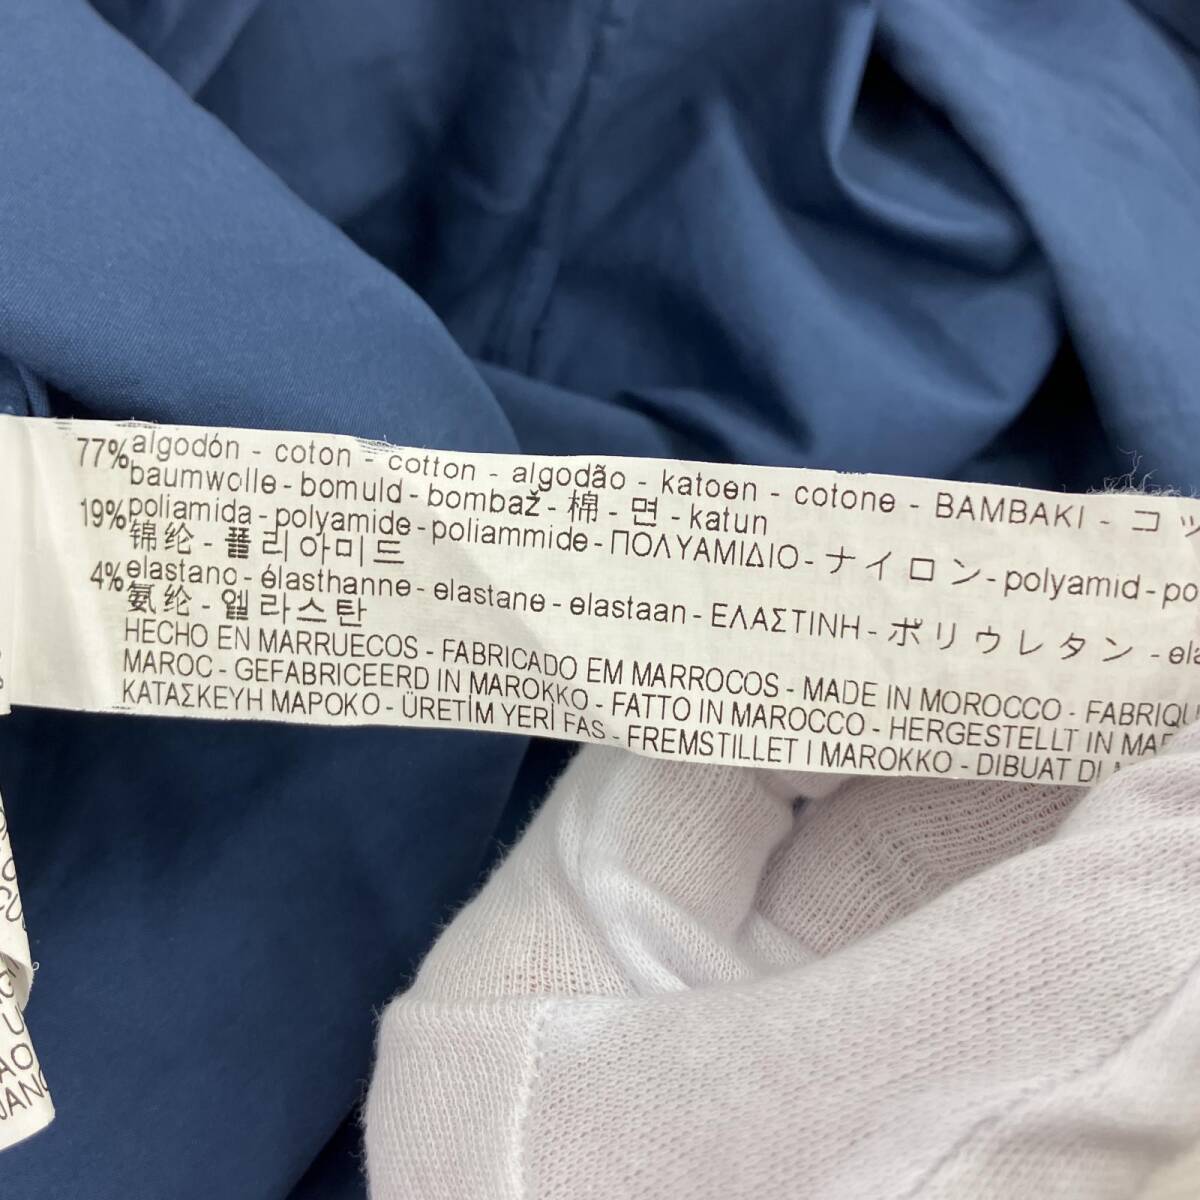 77% algodón - coton - cotton - algodão - katoen - cotone - BAMBAKI - コッ
baumwolle - bomuld - bombaž - 棉 - 면 - katun
19% poliamida - polyamide - poliammide - ΠΟΛΥΑΜΙΔΙΟ - ナイロン - polyamid - po
锦纶 - 폴리아미드
4% elastano - élasthanne - elastane - elastaan - ΕΛΑΣΤΙΝΗ - ポリウレタン - ela
氨纶 - 엘라스탄
HECHO EN MARRUECOS - FABRICADO EM MARROCOS - MADE IN MOROCCO - FABRIQU
MAROC - GEFABRICEERD IN MAROKKO - FATTO IN MAROCCO - HERGESTELLT IN MAR
ΚΑΤΑΣΚΕΥΗ ΜΑΡΟΚΟ - ÜRETİM YERİ FAS - FREMSTILLET I MAROKKO - DIBUAT DI